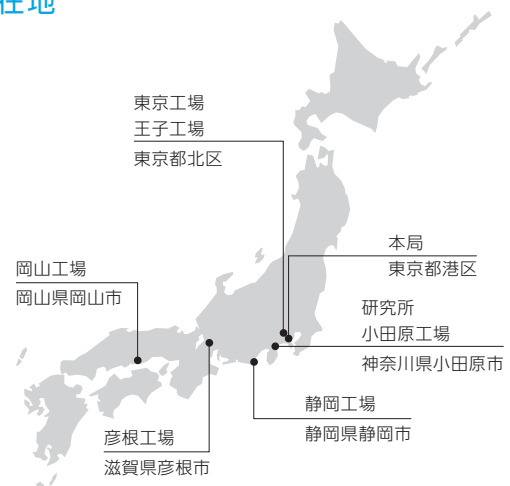 在地
東京工場
王子工場
東京都北区
本局
東京都港区
岡山工場
岡山県岡山市
研究所
小田原工場
神奈川県小田原市
静岡工場
静岡県静岡市
彦根工場
滋賀県彦根市